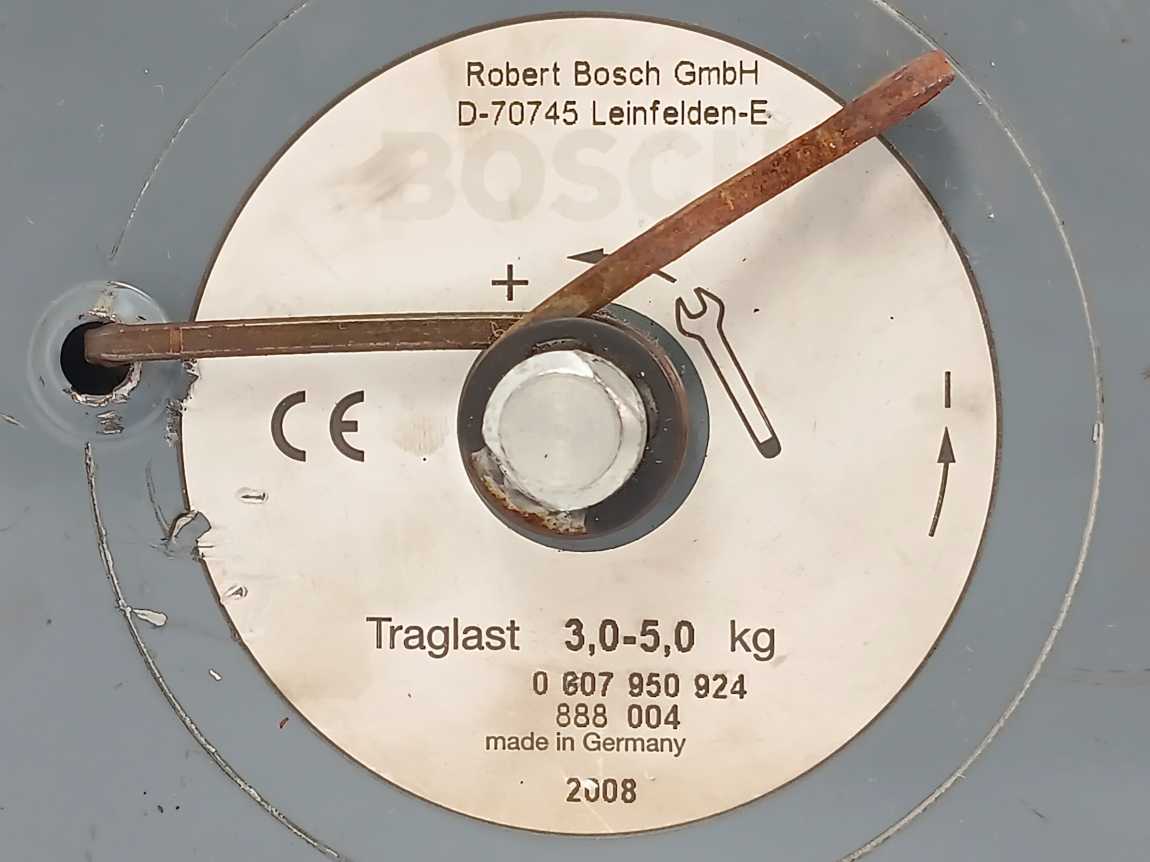 Robert Bosch GmbH
D-70745 Leinfelden-E
BOSCH
+
CE
Traglast 3,0-5,0 kg
0 607 950 924
888 004
made in Germany
2008